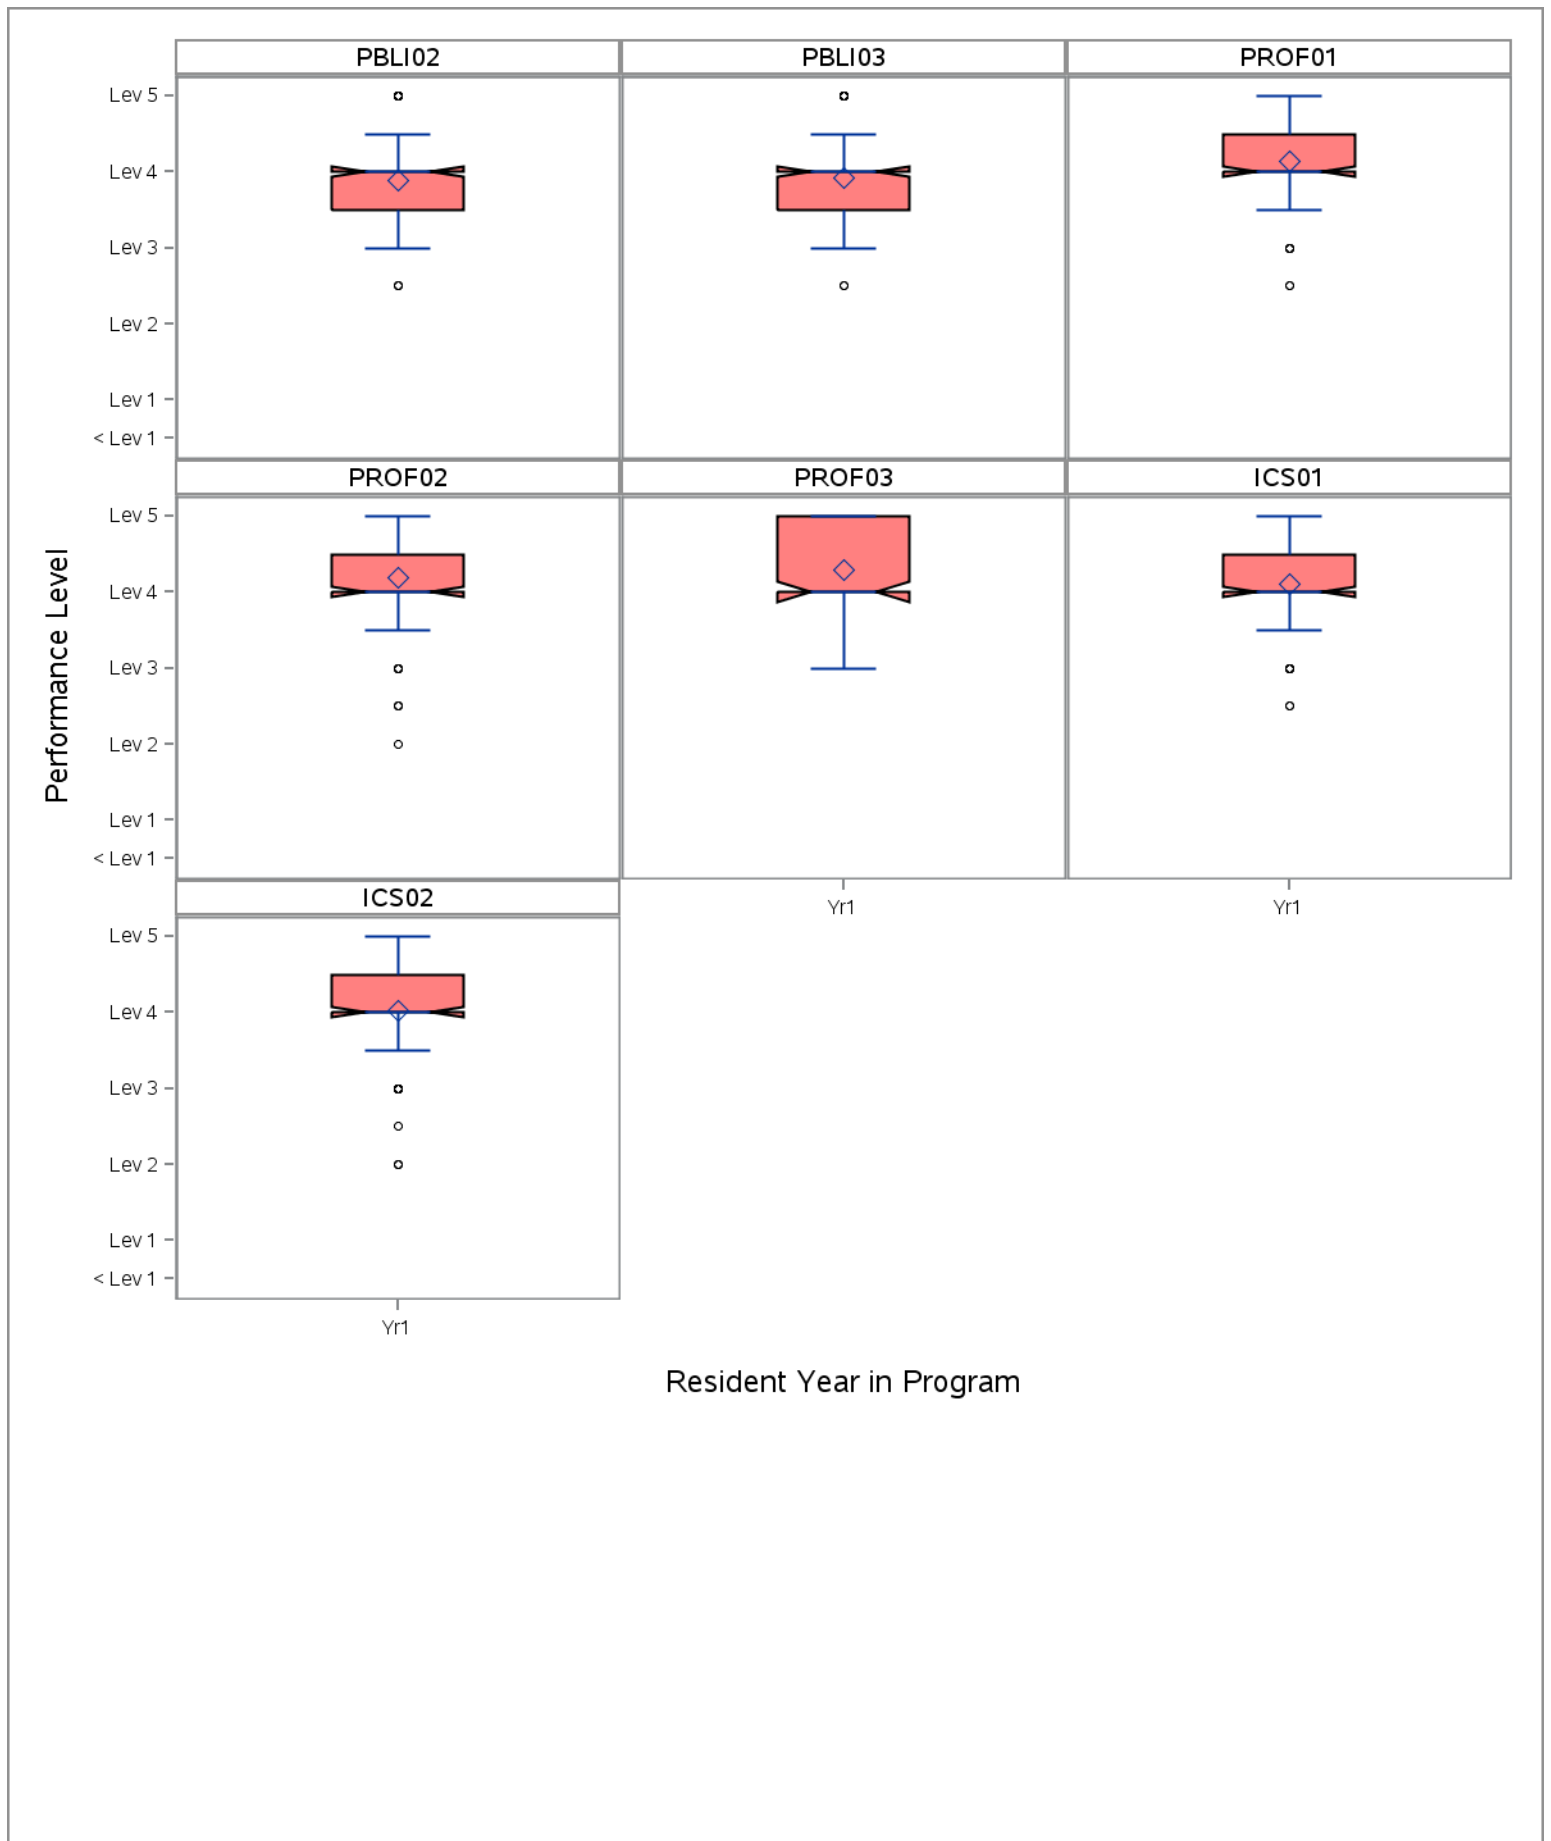 PBLI02 PBLI03 PROF01
Lev 5
Lev 4
Lev 3
Lev 2
Lev 1
< Lev 1
PROF02 PROF03 ICS01
Lev 5
Lev 4
Lev 3
Lev 2
Lev 1
< Lev 1
Performance Level
ICS02
Yr1 Yr1
Lev 5
Lev 4
Lev 3
Lev 2
Lev 1
< Lev 1
Yr1
Resident Year in Program